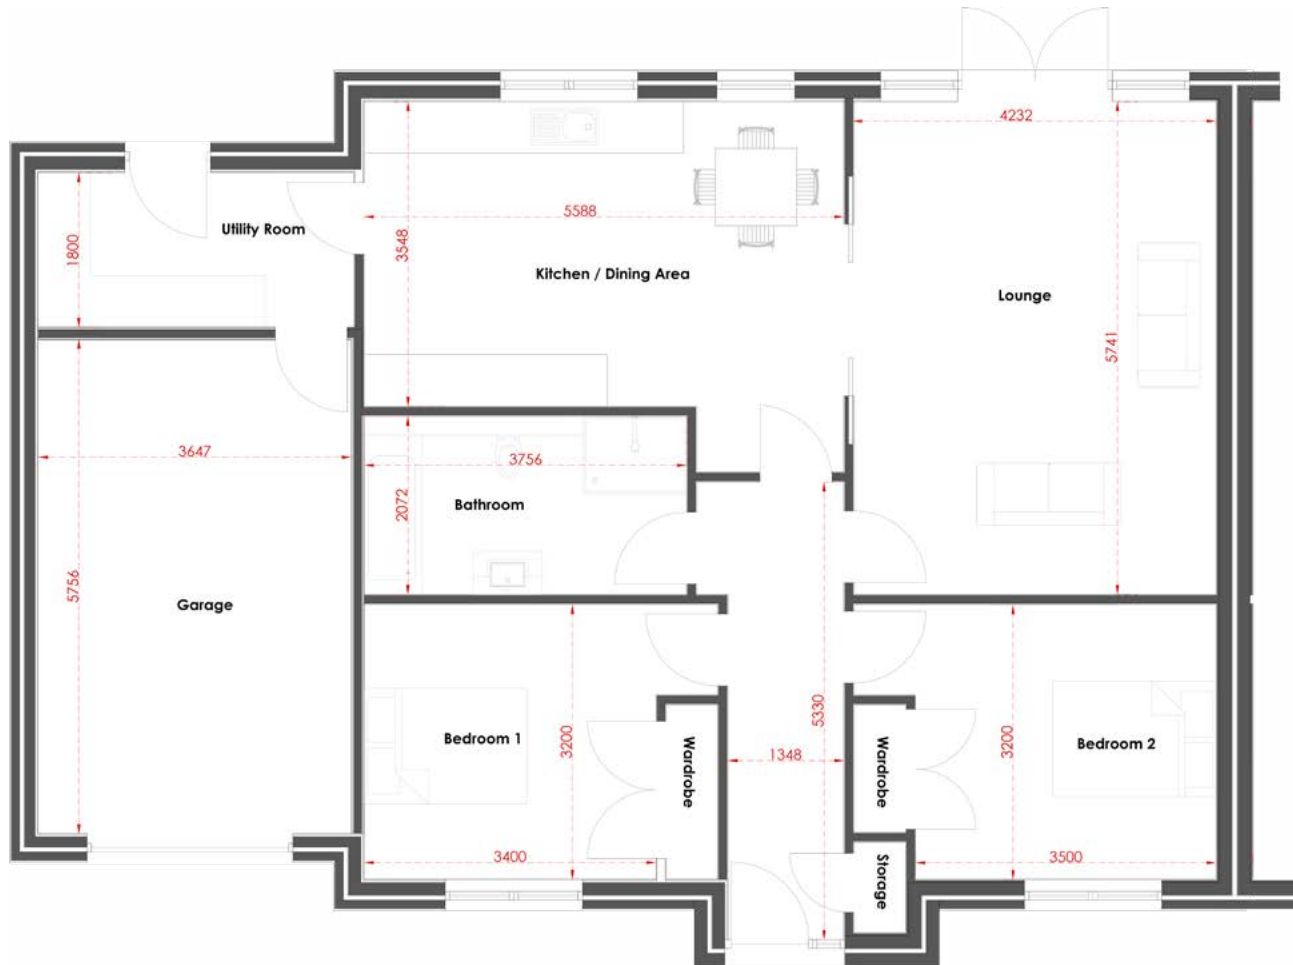 4232
5588
Utility Room
1800
3548
Kitchen / Dining Area
Lounge
5741
3647
3756
Bathroom
2072
5756
Garage
5330
Bedroom 1
3200
Wardrobe
1348
Wardrobe
3200
Bedroom 2
3400
Storage
3500